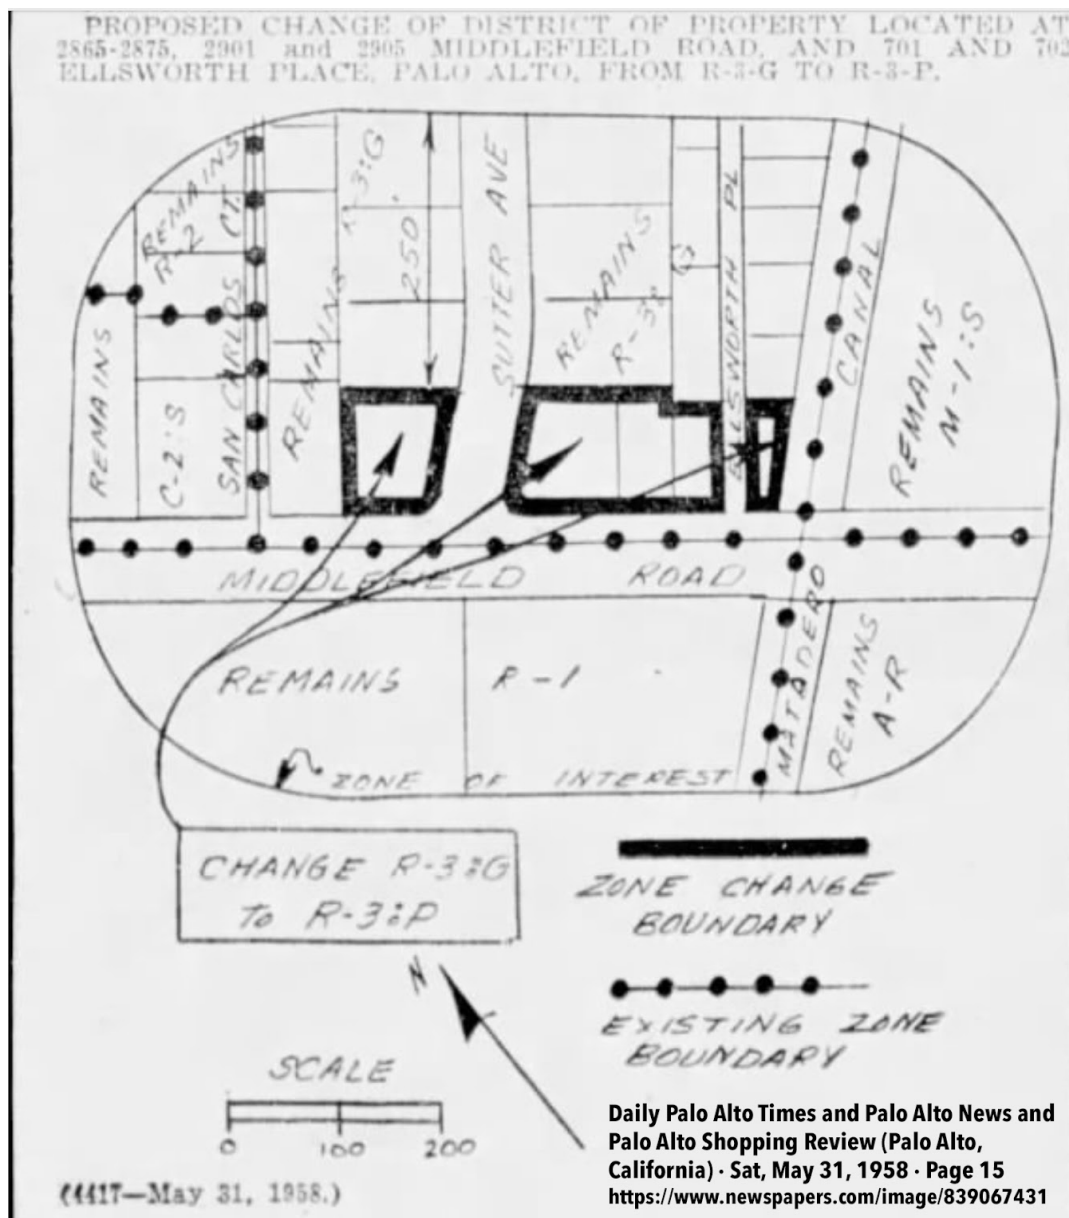 PROPOSED CHANGE OF DISTRICT OF PROPERTY LOCATED AT
2865-2875, 2901 and 2905 MIDDLEFIELD ROAD, AND 701 AND 702
ELLSWORTH PLACE, PALO ALTO, FROM R-3-G TO R-3-P.
REMAINS
R-2
SAN CARLOS CT.
REMAINS
R-3:G
250'
SUTTER AVE
REMAINS
R-3:G
ELLSWORTH PL
CANAL
REMAINS
M-1:S
REMAINS
C-2:S
MIDDLEFIELD ROAD
REMAINS R-1
MATADERO
REMAINS
A-R
ZONE OF INTEREST
CHANGE R-3:G
To R-3:P
ZONE CHANGE
BOUNDARY
N
EXISTING ZONE
BOUNDARY
SCALE
0 100 200
Daily Palo Alto Times and Palo Alto News and
Palo Alto Shopping Review (Palo Alto,
California) · Sat, May 31, 1958 · Page 15
https://www.newspapers.com/image/839067431
(4417—May 31, 1958.)